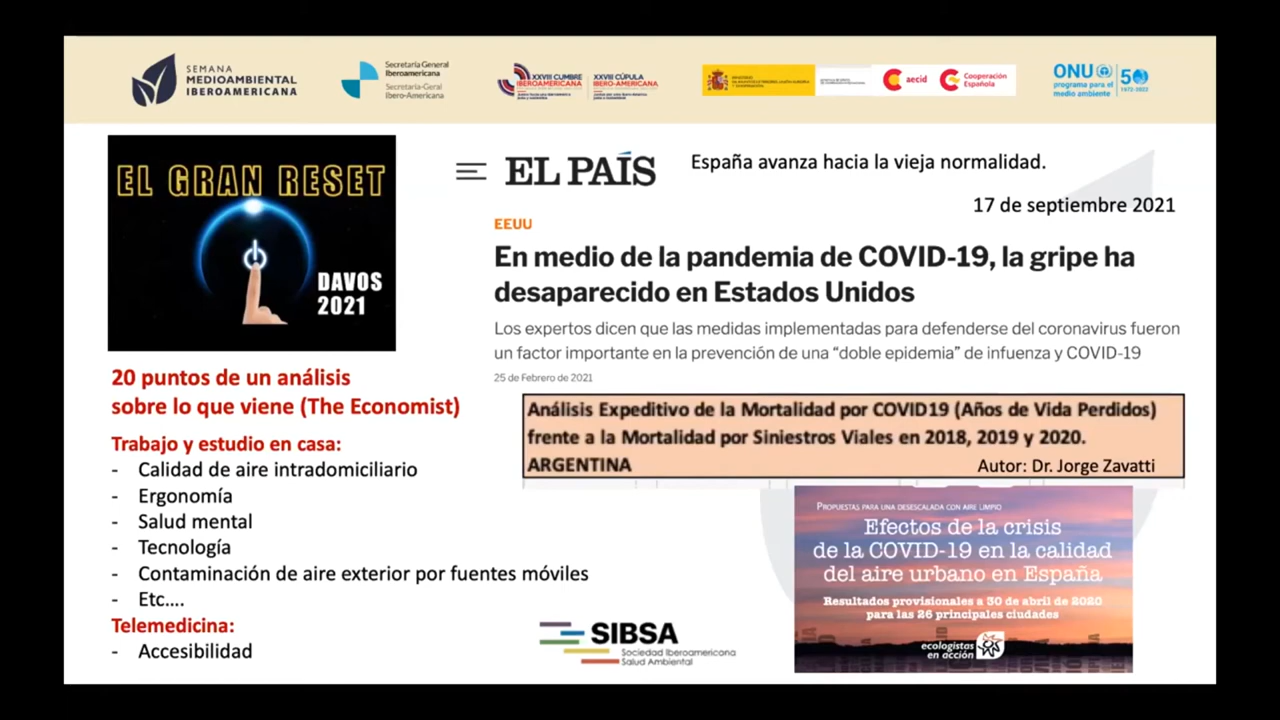 SEMANA
MEDIOAMBIENTAL
IBEROAMERICANA
Secretaría General
Iberoamericana
Secretaria-Geral
Ibero-Americana
XXVIII CUMBRE
IBEROAMERICANA
XXVIII CÚPULA
IBERO-AMERICANA
aecid
Cooperación
Española
ONU
programa para el
medio ambiente
50
1972-2022
EL GRAN RESET
DAVOS
2021
EL PAÍS
España avanza hacia la vieja normalidad.
17 de septiembre 2021
EEUU
En medio de la pandemia de COVID-19, la gripe ha
desaparecido en Estados Unidos
Los expertos dicen que las medidas implementadas para defenderse del coronavirus fueron
un factor importante en la prevención de una “doble epidemia” de infuenza y COVID-19
25 de Febrero de 2021
Análisis Expeditivo de la Mortalidad por COVID19 (Años de Vida Perdidos)
frente a la Mortalidad por Siniestros Viales en 2018, 2019 y 2020.
ARGENTINA
Autor: Dr. Jorge Zavatti
20 puntos de un análisis
sobre lo que viene (The Economist)
Trabajo y estudio en casa:
- Calidad de aire intradomiciliario
- Ergonomía
- Salud mental
- Tecnología
- Contaminación de aire exterior por fuentes móviles
- Etc....
Telemedicina:
- Accesibilidad
SIBSA
Sociedad Iberoamericana
Salud Ambiental
Propuestas para una desescalada con aire limpio
Efectos de la crisis
de la COVID-19 en la calidad
del aire urbano en España
Resultados provisionales a 30 de abril de 2020
para las 26 principales ciudades
ecologistas
en acción